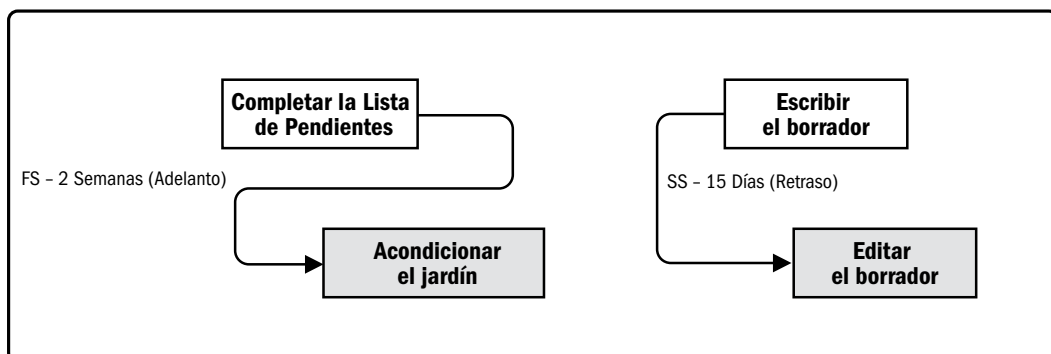 Completar la Lista
de Pendientes
FS – 2 Semanas (Adelanto)
Acondicionar
el jardín
Escribir
el borrador
SS – 15 Días (Retraso)
Editar
el borrador